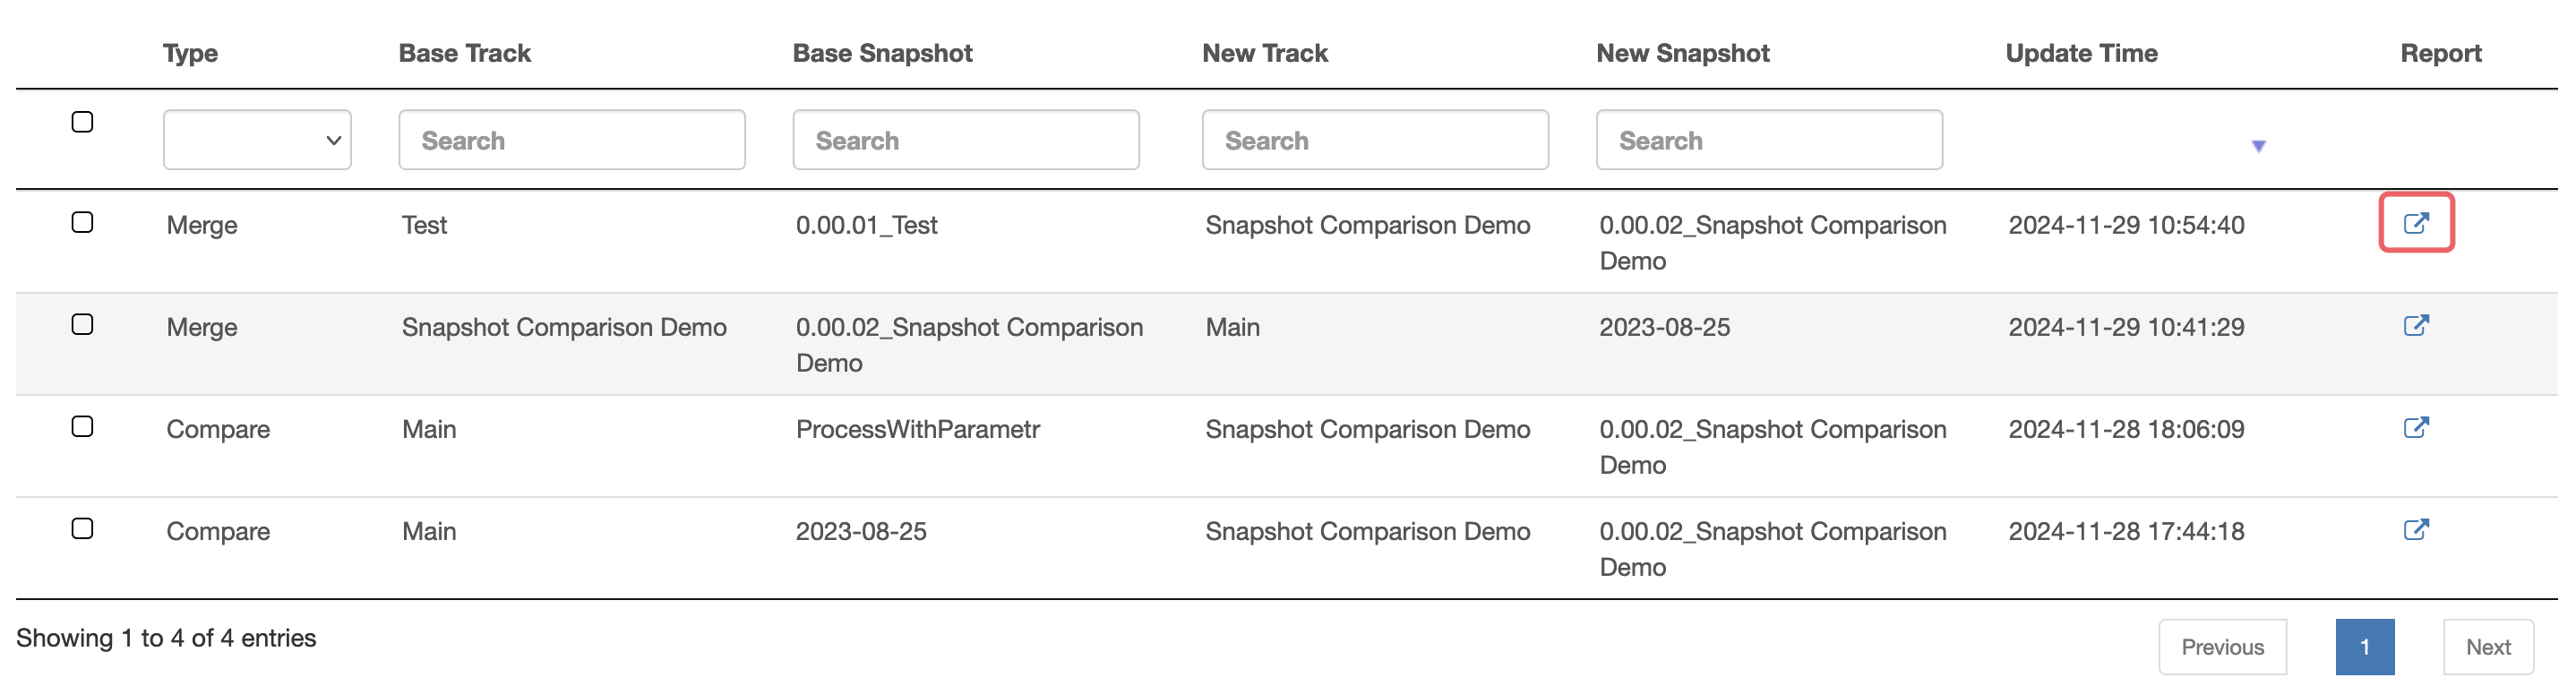 Type Base Track Base Snapshot New Track New Snapshot Update Time Report
Search Search Search Search
Merge Test 0.00.01_Test Snapshot Comparison Demo 0.00.02_Snapshot Comparison 2024-11-29 10:54:40
Demo
Merge Snapshot Comparison Demo 0.00.02_Snapshot Comparison Main 2023-08-25 2024-11-29 10:41:29
Demo
Compare Main ProcessWithParametr Snapshot Comparison Demo 0.00.02_Snapshot Comparison 2024-11-28 18:06:09
Demo
Compare Main 2023-08-25 Snapshot Comparison Demo 0.00.02_Snapshot Comparison 2024-11-28 17:44:18
Demo
Showing 1 to 4 of 4 entries Previous 1 Next